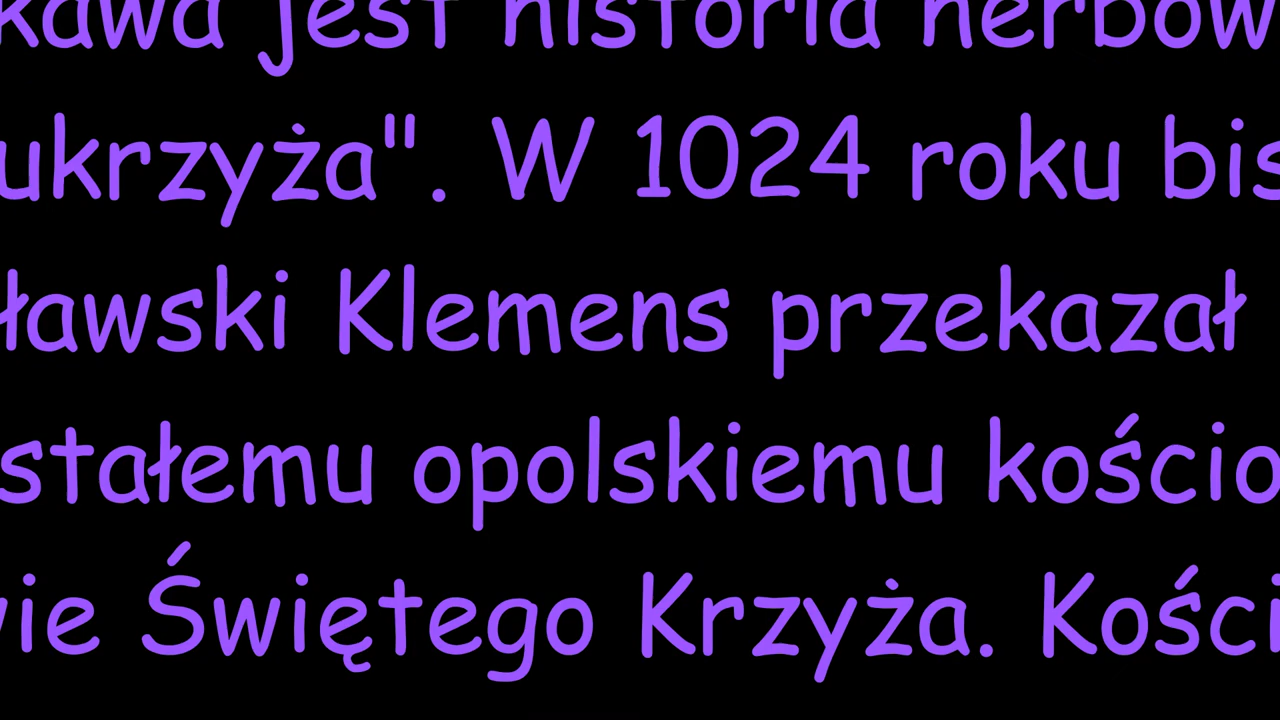 kawa jest historia herbow
ukrzyża". W 1024 roku bis
ławski Klemens przekazał
stałemu opolskiemu kościo
wie Świętego Krzyża. Kości